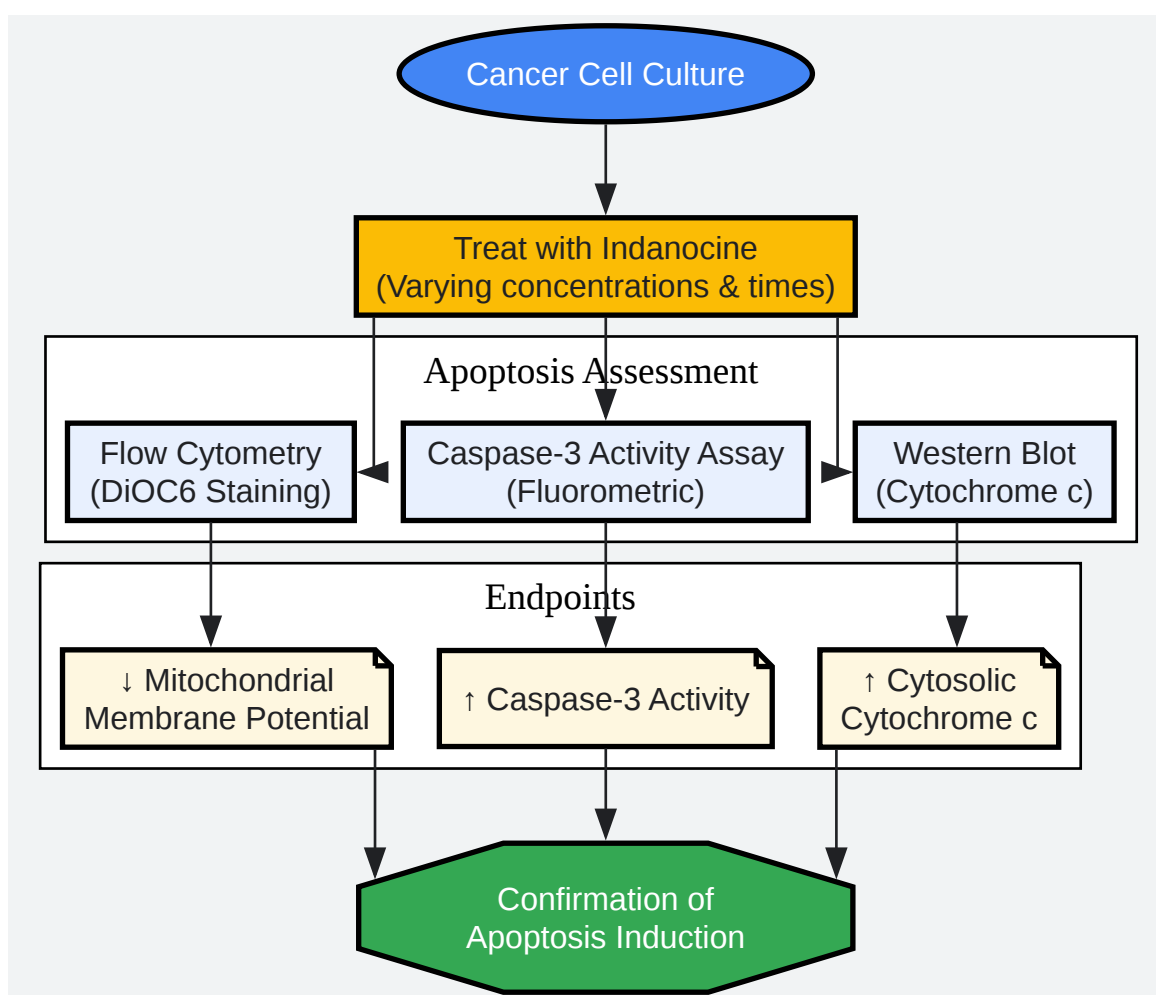 Cancer Cell Culture
Treat with Indanocine
(Varying concentrations & times)
Apoptosis Assessment
Flow Cytometry
(DiOC6 Staining)
Caspase-3 Activity Assay
(Fluorometric)
Western Blot
(Cytochrome c)
Endpoints
↓ Mitochondrial
Membrane Potential
↑ Caspase-3 Activity
↑ Cytosolic
Cytochrome c
Confirmation of
Apoptosis Induction